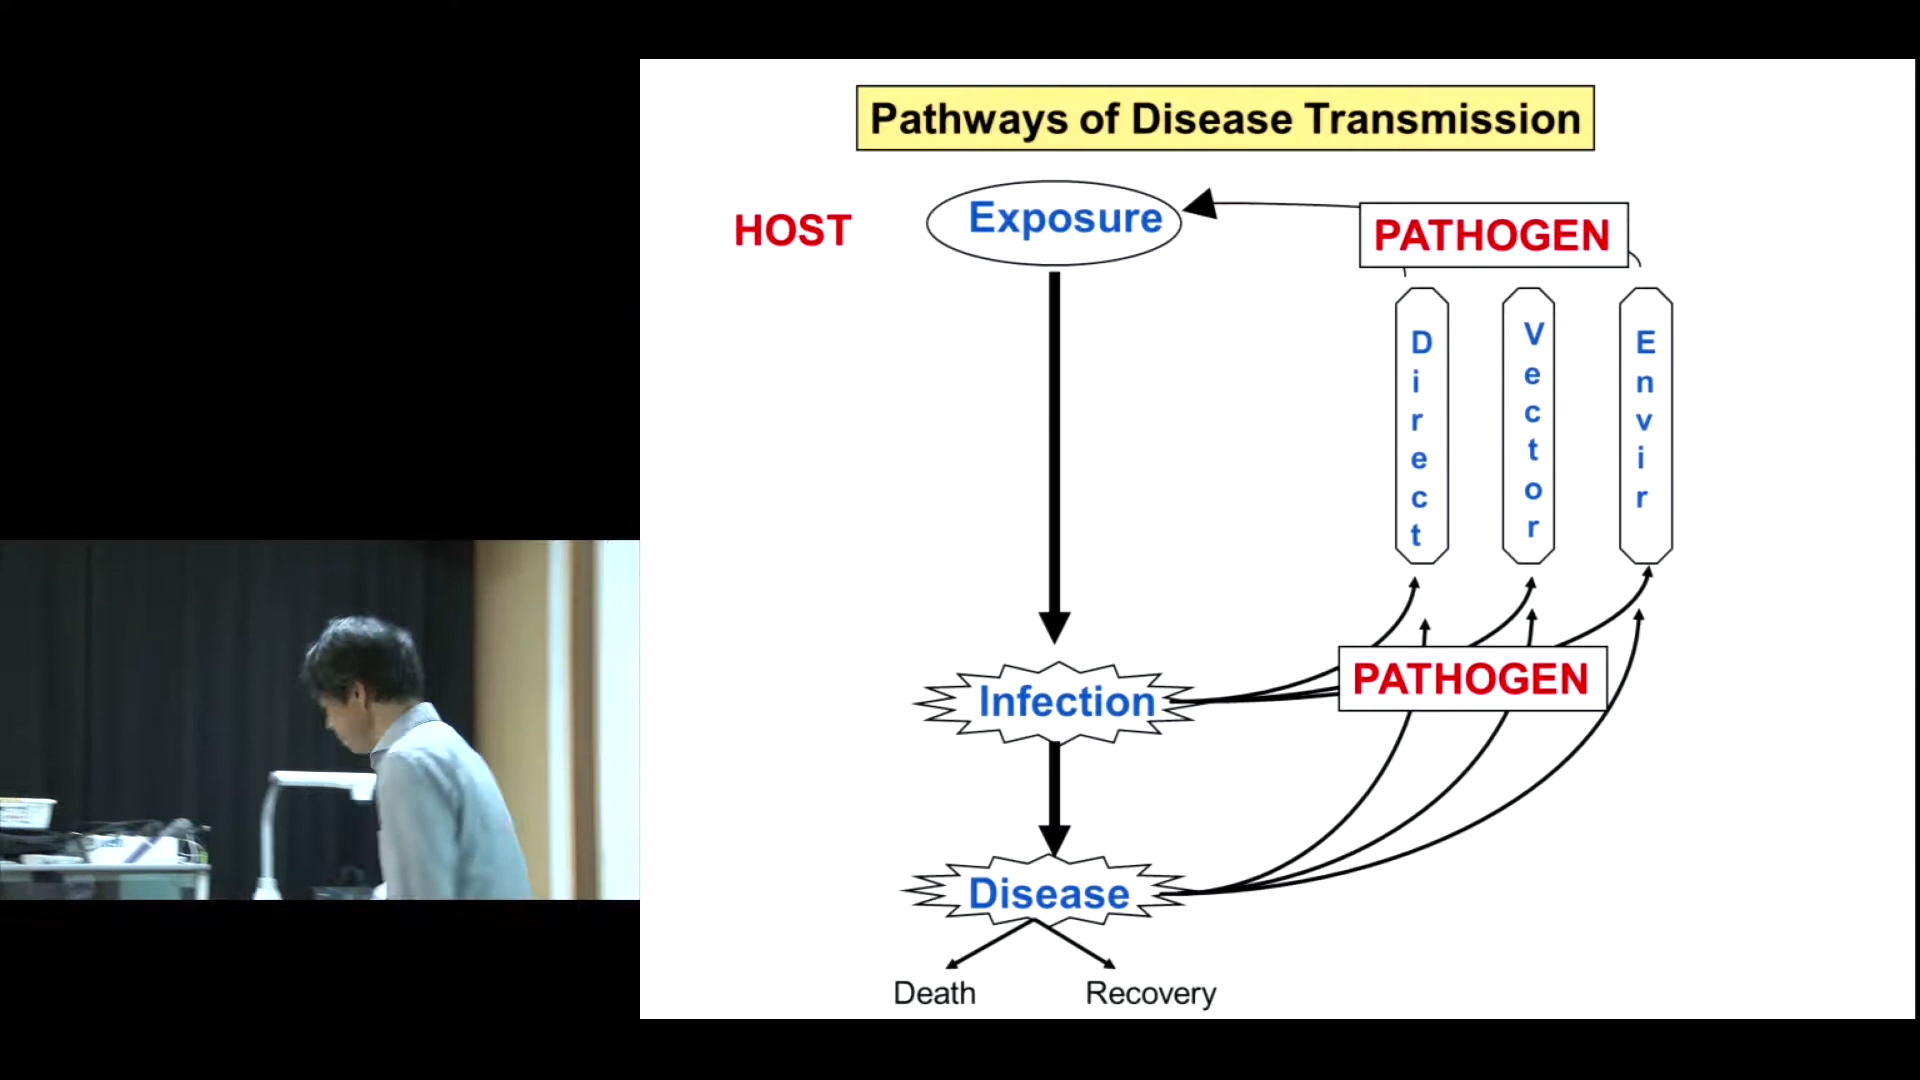 Pathways of Disease Transmission
HOST
Exposure
PATHOGEN
Direct
Vector
Envir
Infection
PATHOGEN
Disease
Death
Recovery